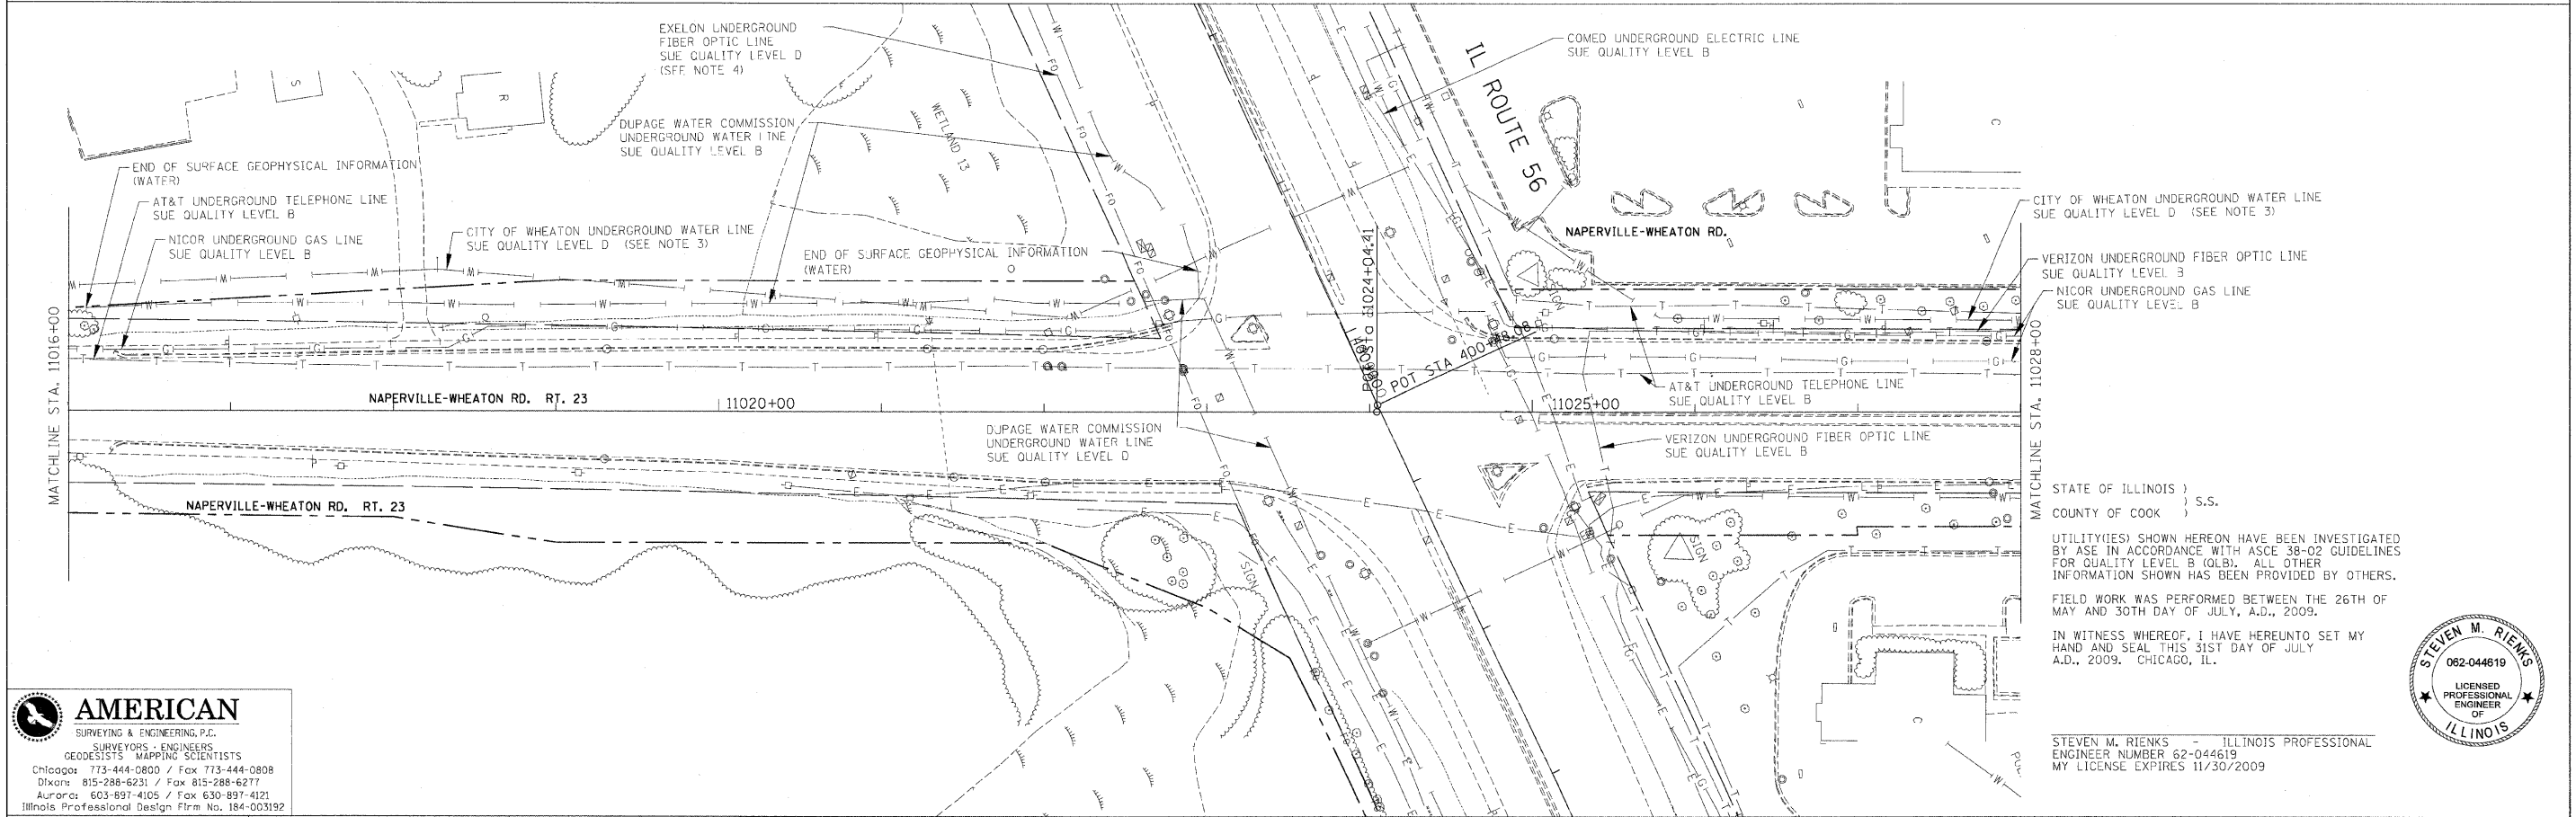 EXELON UNDERGROUND
FIBER OPTIC LINE
SUE QUALITY LEVEL D
(SEE NOTE 4)
COMED UNDERGROUND ELECTRIC LINE
SUE QUALITY LEVEL B
IL ROUTE 56
DUPAGE WATER COMMISSION
UNDERGROUND WATER LINE
SUE QUALITY LEVEL B
WETLAND 13
END OF SURFACE GEOPHYSICAL INFORMATION
(WATER)
AT&T UNDERGROUND TELEPHONE LINE
SUE QUALITY LEVEL B
NICOR UNDERGROUND GAS LINE
SUE QUALITY LEVEL B
CITY OF WHEATON UNDERGROUND WATER LINE
SUE QUALITY LEVEL D (SEE NOTE 3)
END OF SURFACE GEOPHYSICAL INFORMATION
(WATER)
NAPERVILLE-WHEATON RD.
CITY OF WHEATON UNDERGROUND WATER LINE
SUE QUALITY LEVEL D (SEE NOTE 3)
VERIZON UNDERGROUND FIBER OPTIC LINE
SUE QUALITY LEVEL B
NICOR UNDERGROUND GAS LINE
SUE QUALITY LEVEL B
MATCHLINE STA. 11016+00
MATCHLINE STA. 11028+00
POT STA
AT&T UNDERGROUND TELEPHONE LINE
SUE QUALITY LEVEL B
NAPERVILLE-WHEATON RD. RT. 23
11020+00
11025+00
DUPAGE WATER COMMISSION
UNDERGROUND WATER LINE
SUE QUALITY LEVEL D
VERIZON UNDERGROUND FIBER OPTIC LINE
SUE QUALITY LEVEL B
NAPERVILLE-WHEATON RD. RT. 23
SIGN
SIGN
SIGN
STATE OF ILLINOIS )
) S.S.
COUNTY OF COOK )
UTILITY(IES) SHOWN HEREON HAVE BEEN INVESTIGATED
BY ASE IN ACCORDANCE WITH ASCE 38-02 GUIDELINES
FOR QUALITY LEVEL B (QLB). ALL OTHER
INFORMATION SHOWN HAS BEEN PROVIDED BY OTHERS.
FIELD WORK WAS PERFORMED BETWEEN THE 26TH OF
MAY AND 30TH DAY OF JULY, A.D., 2009.
IN WITNESS WHEREOF, I HAVE HEREUNTO SET MY
HAND AND SEAL THIS 31ST DAY OF JULY
A.D., 2009. CHICAGO, IL.
STEVEN M. RIENKS - ILLINOIS PROFESSIONAL
ENGINEER NUMBER 62-044619
MY LICENSE EXPIRES 11/30/2009
STEVEN M. RIENKS
062-044619
LICENSED
PROFESSIONAL
ENGINEER
OF
ILLINOIS
AMERICAN
SURVEYING & ENGINEERING, P.C.
SURVEYORS · ENGINEERS
GEODESISTS MAPPING SCIENTISTS
Chicago: 773-444-0800 / Fax 773-444-0808
Dixon: 815-288-6231 / Fax 815-288-6277
Aurora: 603-897-4105 / Fax 630-897-4121
Illinois Professional Design Firm No. 184-003192